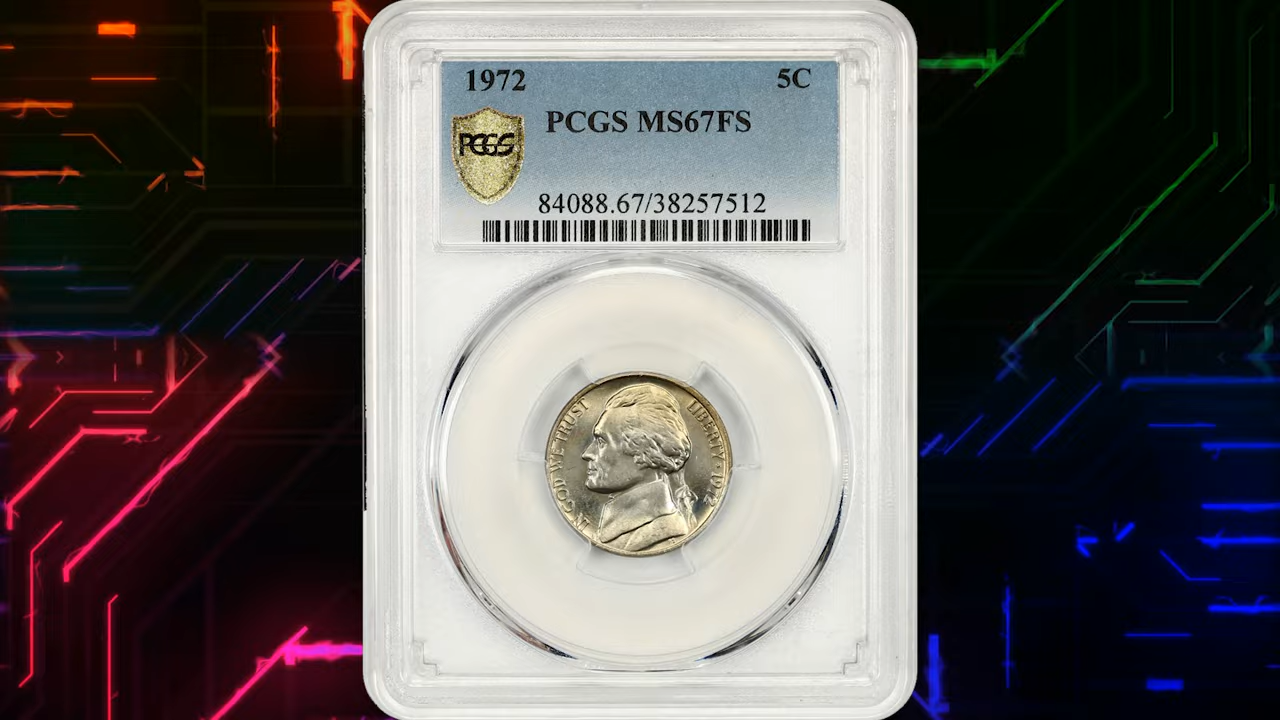 1972 5C
PCGS MS67FS
PCGS
84088.67/38257512
IN GOD WE TRUST
LIBERTY · 1972